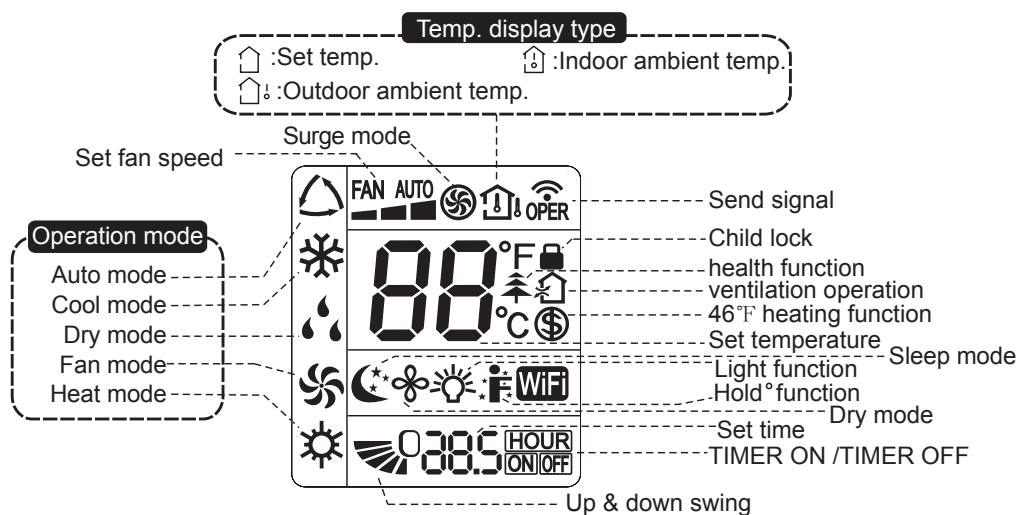 Temp. display type
:Set temp.
:Indoor ambient temp.
:Outdoor ambient temp.
Surge mode
Set fan speed
FAN AUTO
OPER
Send signal
Operation mode
Auto mode
Cool mode
Dry mode
Fan mode
Heat mode
88 °F
°C
Child lock
health function
ventilation operation
46°F heating function
Set temperature
Sleep mode
Light function
Hold° function
WiFi
Dry mode
Set time
038.5 HOUR
ON OFF
TIMER ON /TIMER OFF
Up & down swing